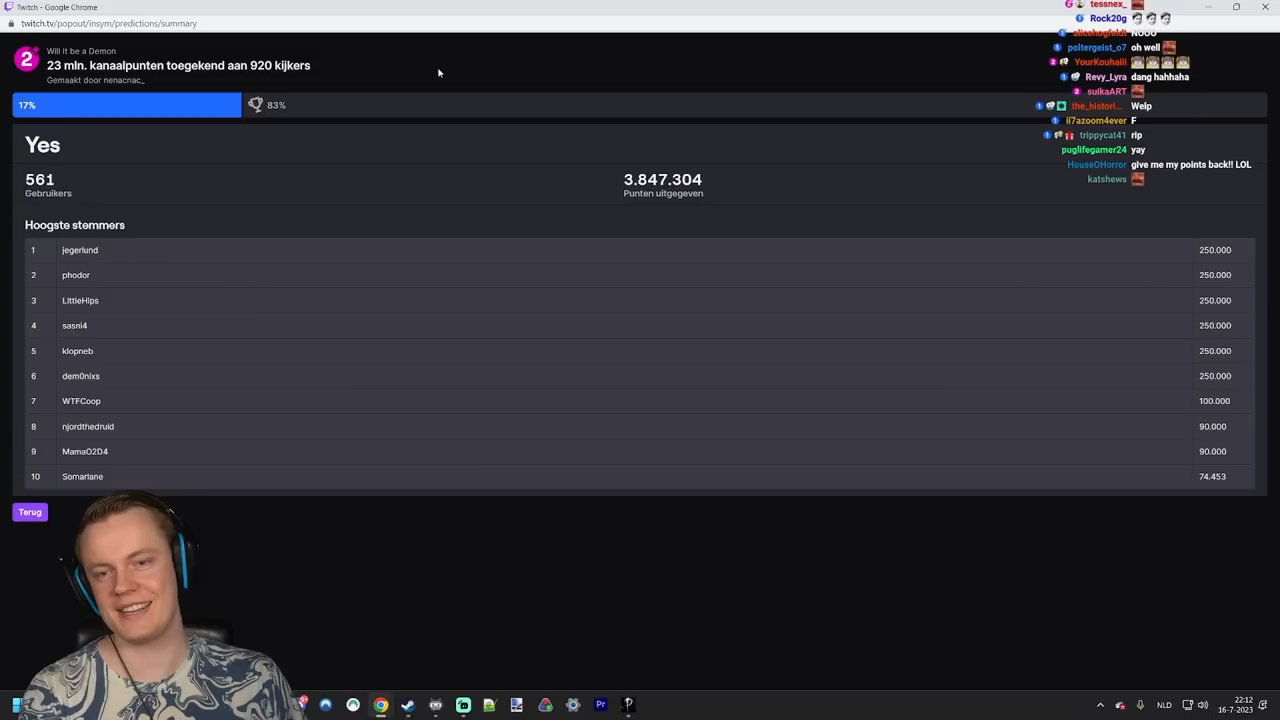 Twitch - Google Chrome
twitch.tv/popout/insym/predictions/summary
2
Will it be a Demon
23 mln. kanaalpunten toegekend aan 920 kijkers
Gemaakt door nenacnac_
17%
83%
Yes
561
Gebruikers
3.847.304
Punten uitgegeven
Hoogste stemmers
1 jegerlund 250.000
2 phodor 250.000
3 LittleHips 250.000
4 sasni4 250.000
5 klopneb 250.000
6 dem0nixs 250.000
7 WTFCoop 100.000
8 njordthedruid 90.000
9 MamaO2D4 90.000
10 Somarlane 74.453
Terug
tessnex_
Rock20g
alicehugfeldt NOOO
poltergeist_o7 oh well
YourKouhaiii
Revy_Lyra dang hahhaha
suikaART
the_histori... Welp
il7azoom4ever F
trippycat41 rip
puglifegamer24 yay
HouseOHorror give me my points back!! LOL
katshews
NLD
22:12
16-7-2023